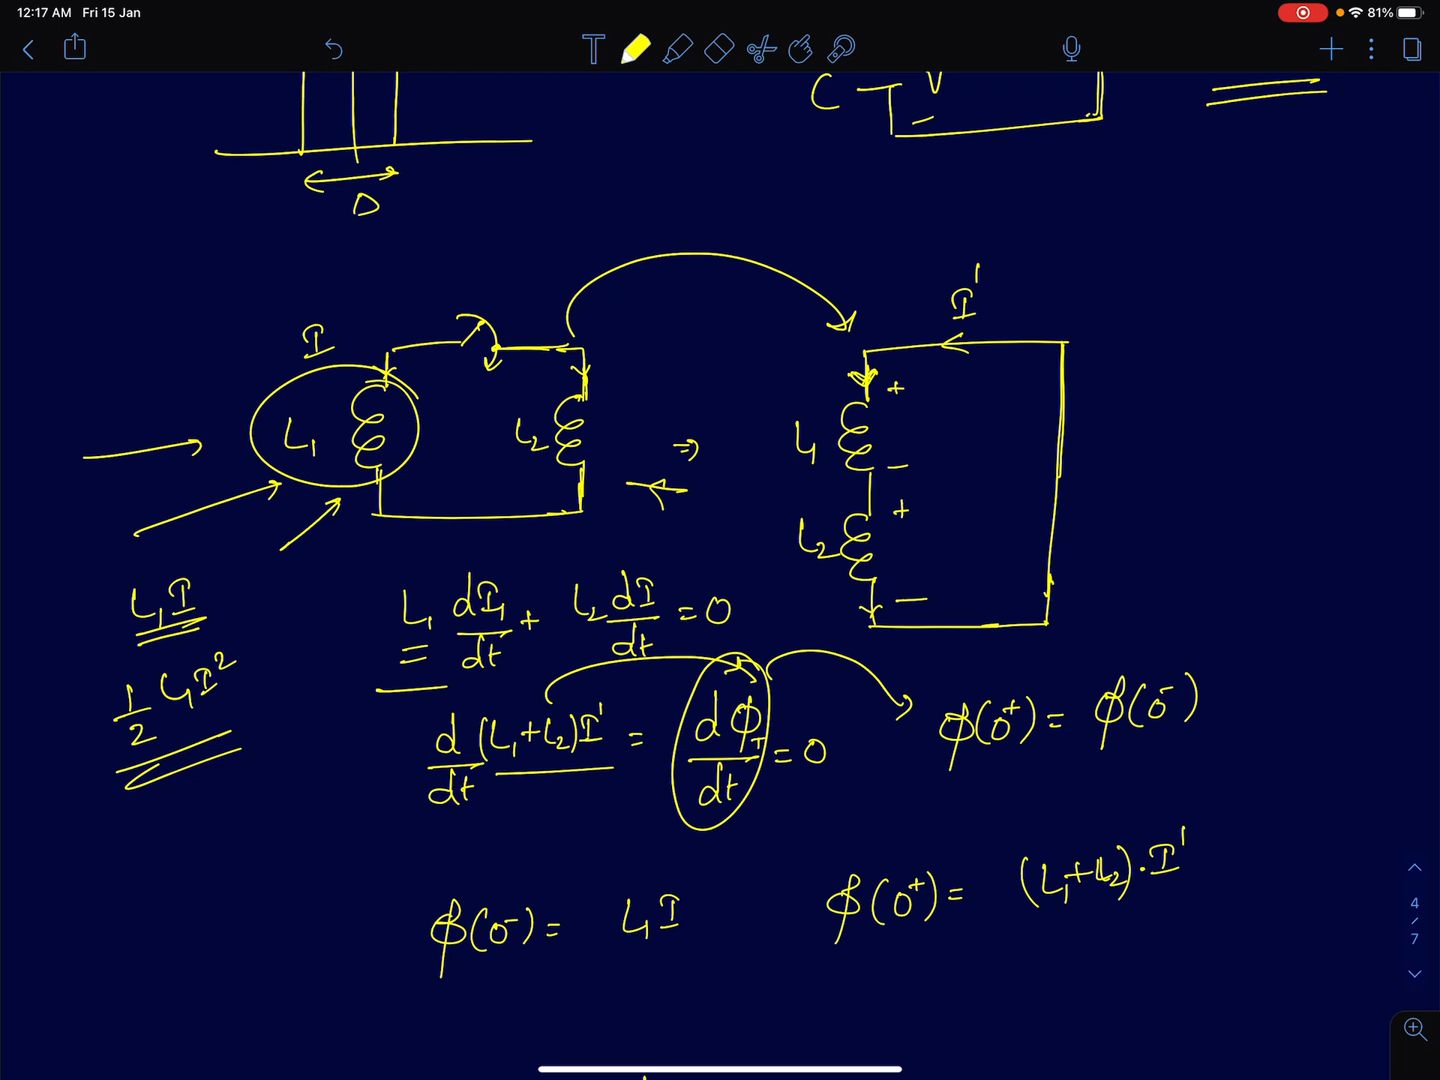 12:17 AM Fri 15 Jan
81%
T
C
V
−
D
I
L₁
L₂
⇒
I'
+
L₁
−
+
L₂
−
L₁I
½ L₁I²
L₁ dI₁/dt + L₂ dI/dt = 0
d/dt (L₁+L₂)I' = dϕ_T/dt = 0
ϕ(0⁺) = ϕ(0⁻)
ϕ(0⁻) = L₁I
ϕ(0⁺) = (L₁+L₂)·I'
4
/
7